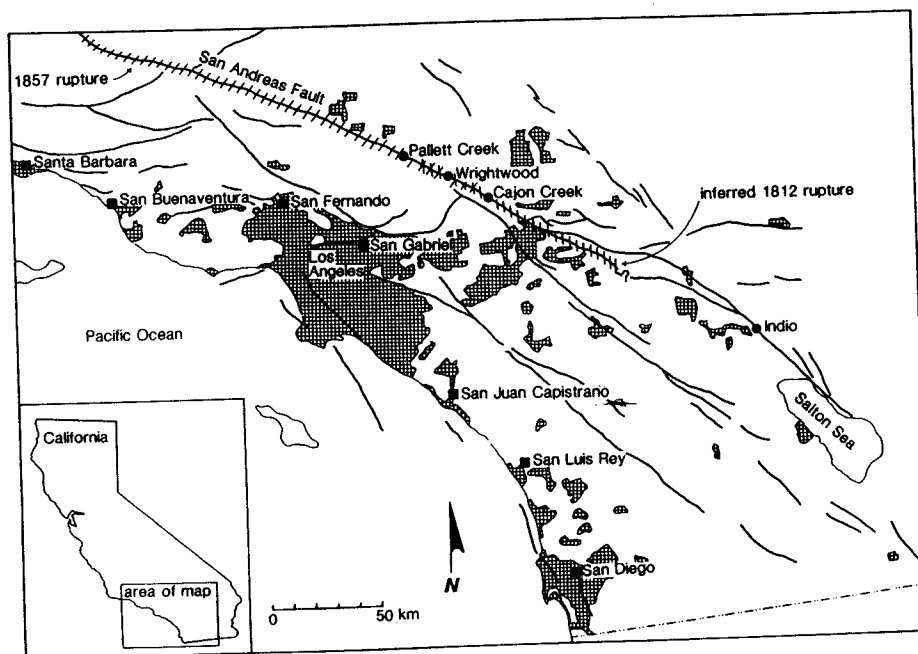 1857 rupture
San Andreas Fault
Santa Barbara
San Buenaventura
San Fernando
Pallett Creek
Wrightwood
Cajon Creek
inferred 1812 rupture
San Gabriel
Los
Angeles
Pacific Ocean
Indio
San Juan Capistrano
Salton Sea
San Luis Rey
California
area of map
N
San Diego
0 50 km
?